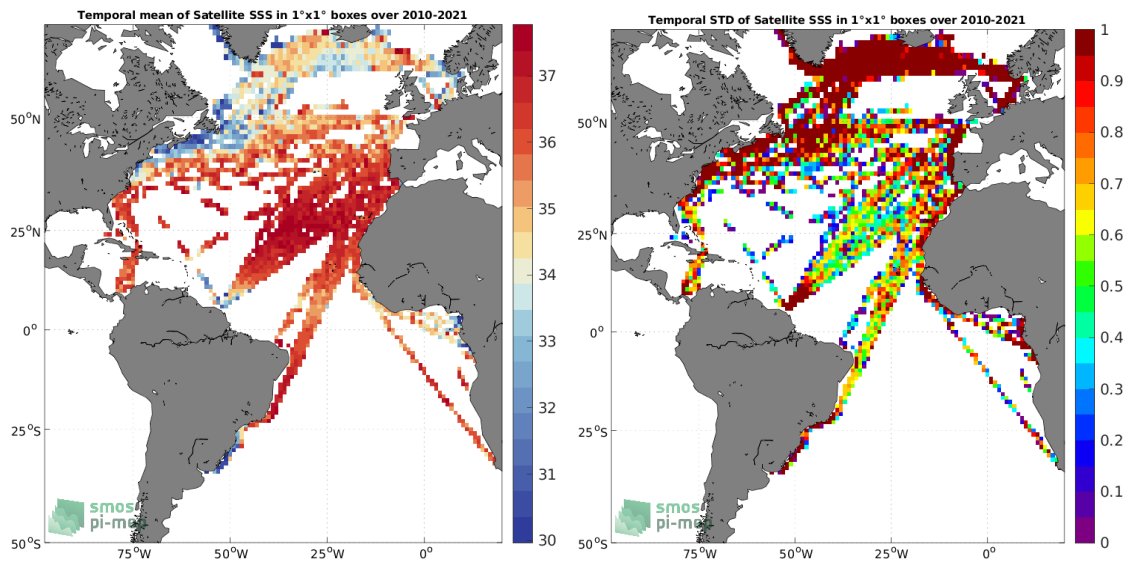 Temporal mean of Satellite SSS in 1°x1° boxes over 2010-2021
50°N
25°N
0°
25°S
50°S
75°W
50°W
25°W
0°
37
36
35
34
33
32
31
30
smos
pi-mep
Temporal STD of Satellite SSS in 1°x1° boxes over 2010-2021
50°N
25°N
0°
25°S
50°S
75°W
50°W
25°W
0°
1
0.9
0.8
0.7
0.6
0.5
0.4
0.3
0.2
0.1
0
smos
pi-mep